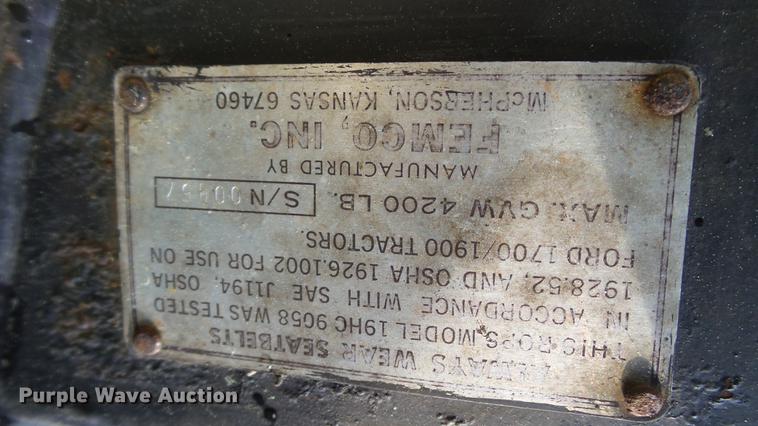 ALWAYS WEAR SEATBELTS
THIS ROPS, MODEL 19HC 9G58 WAS TESTED
IN ACCORDANCE WITH SAE J1194, OSHA
1928.52, AND OSHA 1926.1002 FOR USE ON
FORD 1700/1900 TRACTORS.
MAX. GVW 4200 LB. S/N
MANUFACTURED BY
FEMCO, INC.
McPHERSON, KANSAS 67460
Purple Wave Auction